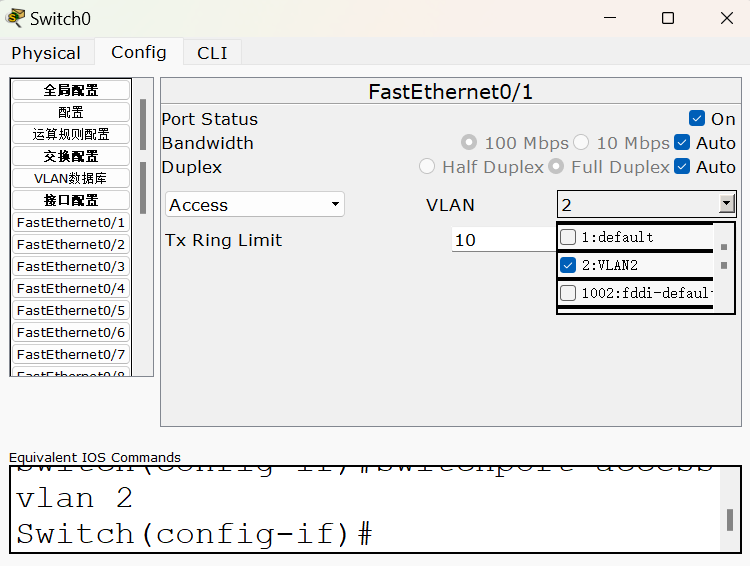 Switch0
Physical Config CLI
全局配置
配置
运算规则配置
交换配置
VLAN数据库
接口配置
FastEthernet0/1
FastEthernet0/2
FastEthernet0/3
FastEthernet0/4
FastEthernet0/5
FastEthernet0/6
FastEthernet0/7
FastEthernet0/8
FastEthernet0/1
Port Status On
Bandwidth 100 Mbps 10 Mbps Auto
Duplex Half Duplex Full Duplex Auto
Access VLAN 2
Tx Ring Limit 10
1:default
2:VLAN2
1002:fddi-default
Equivalent IOS Commands
Switch(config-if)#switchport access
vlan 2
Switch(config-if)#